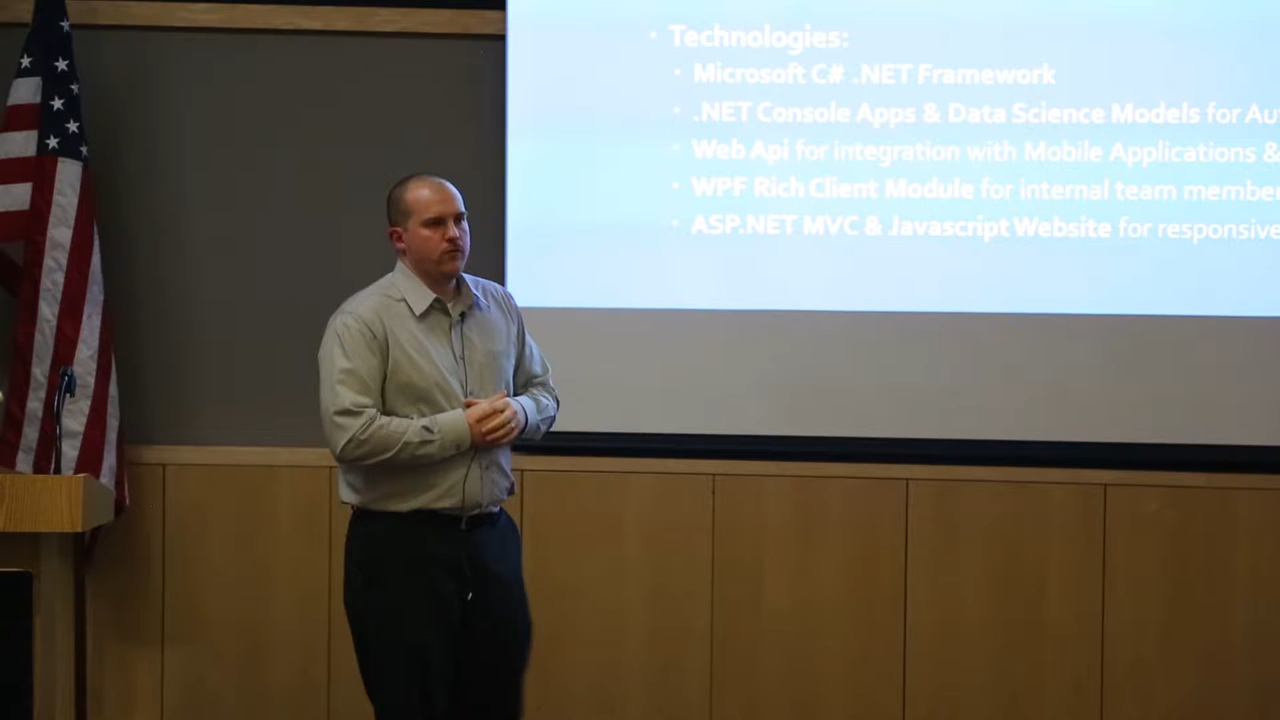 · Technologies:
· Microsoft C# .NET Framework
· .NET Console Apps & Data Science Models for
· Web Api for integration with Mobile Applications &
· WPF Rich Client Module for internal team
· ASP.NET MVC & Javascript Website for responsive